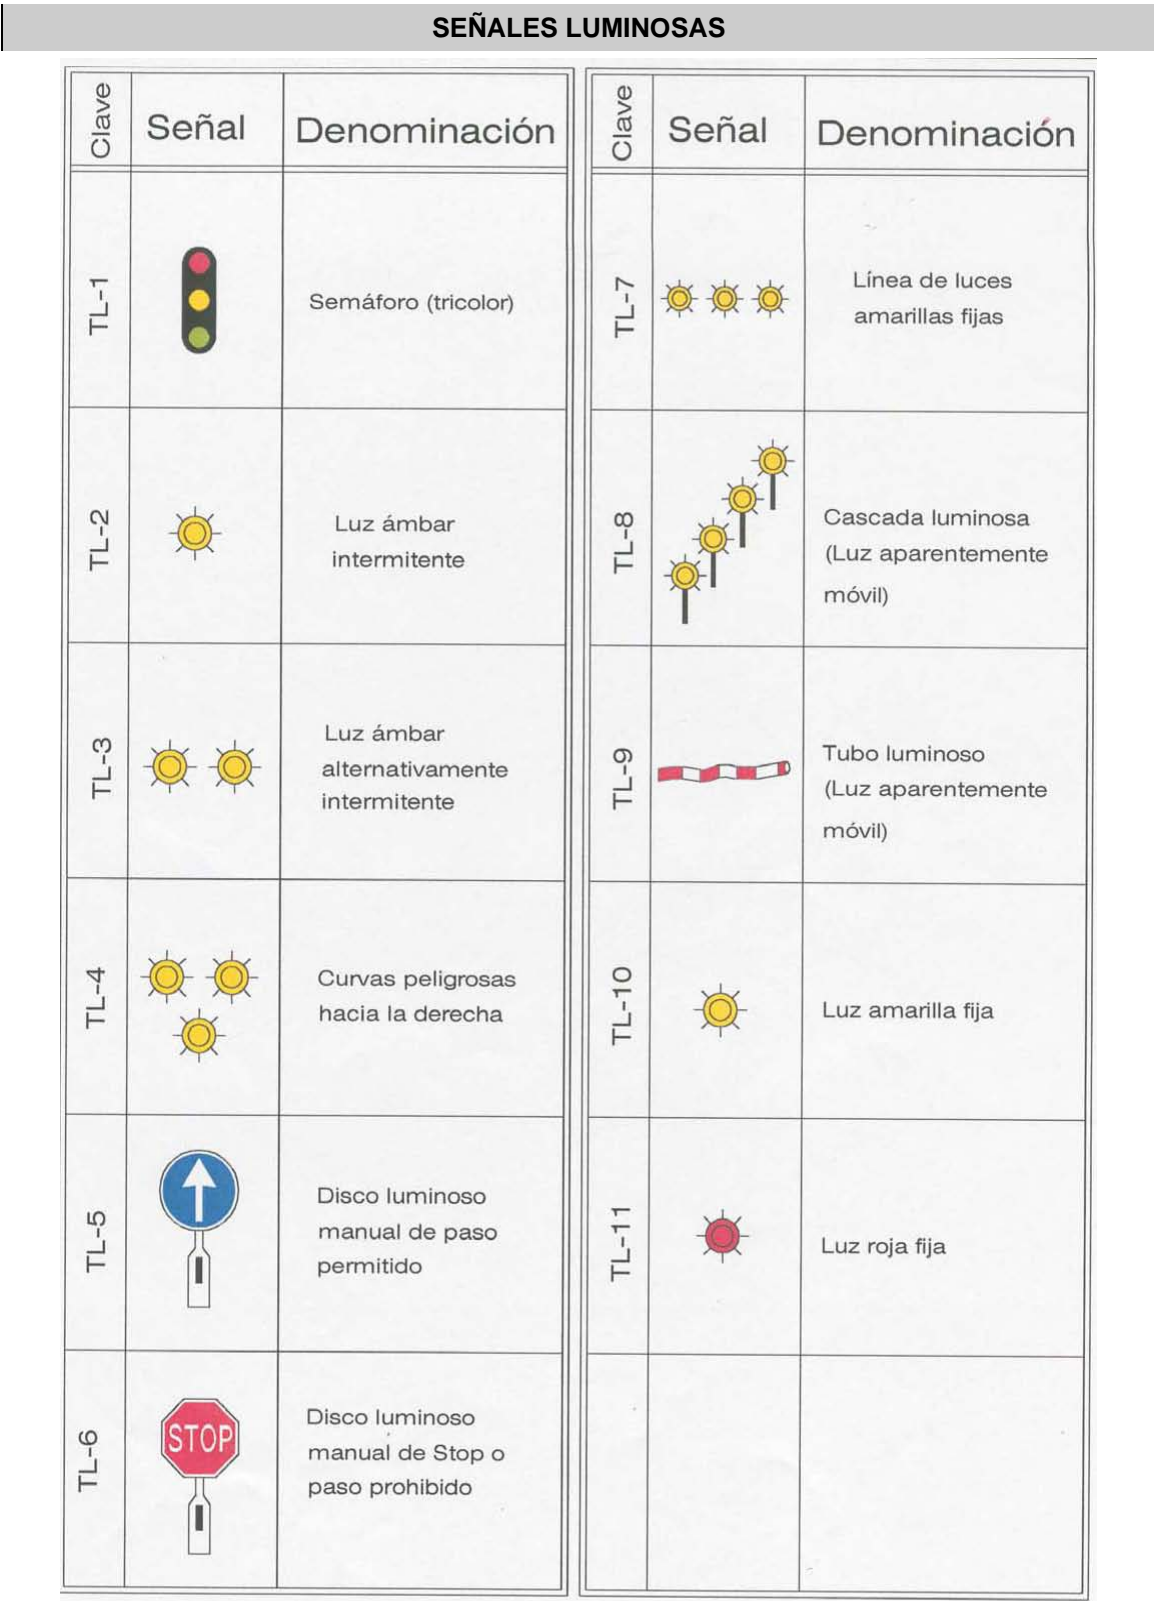 SEÑALES LUMINOSAS
Clave
Señal
Denominación
TL-1
Semáforo (tricolor)
TL-2
Luz ámbar
intermitente
TL-3
Luz ámbar
alternativamente
intermitente
TL-4
Curvas peligrosas
hacia la derecha
TL-5
Disco luminoso
manual de paso
permitido
TL-6
STOP
Disco luminoso
manual de Stop o
paso prohibido
Clave
Señal
Denominación
TL-7
Línea de luces
amarillas fijas
TL-8
Cascada luminosa
(Luz aparentemente
móvil)
TL-9
Tubo luminoso
(Luz aparentemente
móvil)
TL-10
Luz amarilla fija
TL-11
Luz roja fija